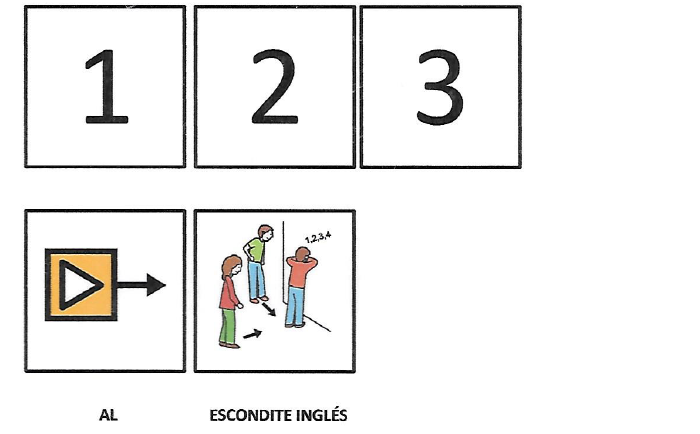 1 2 3
1,2,3,4
AL ESCONDITE INGLÉS